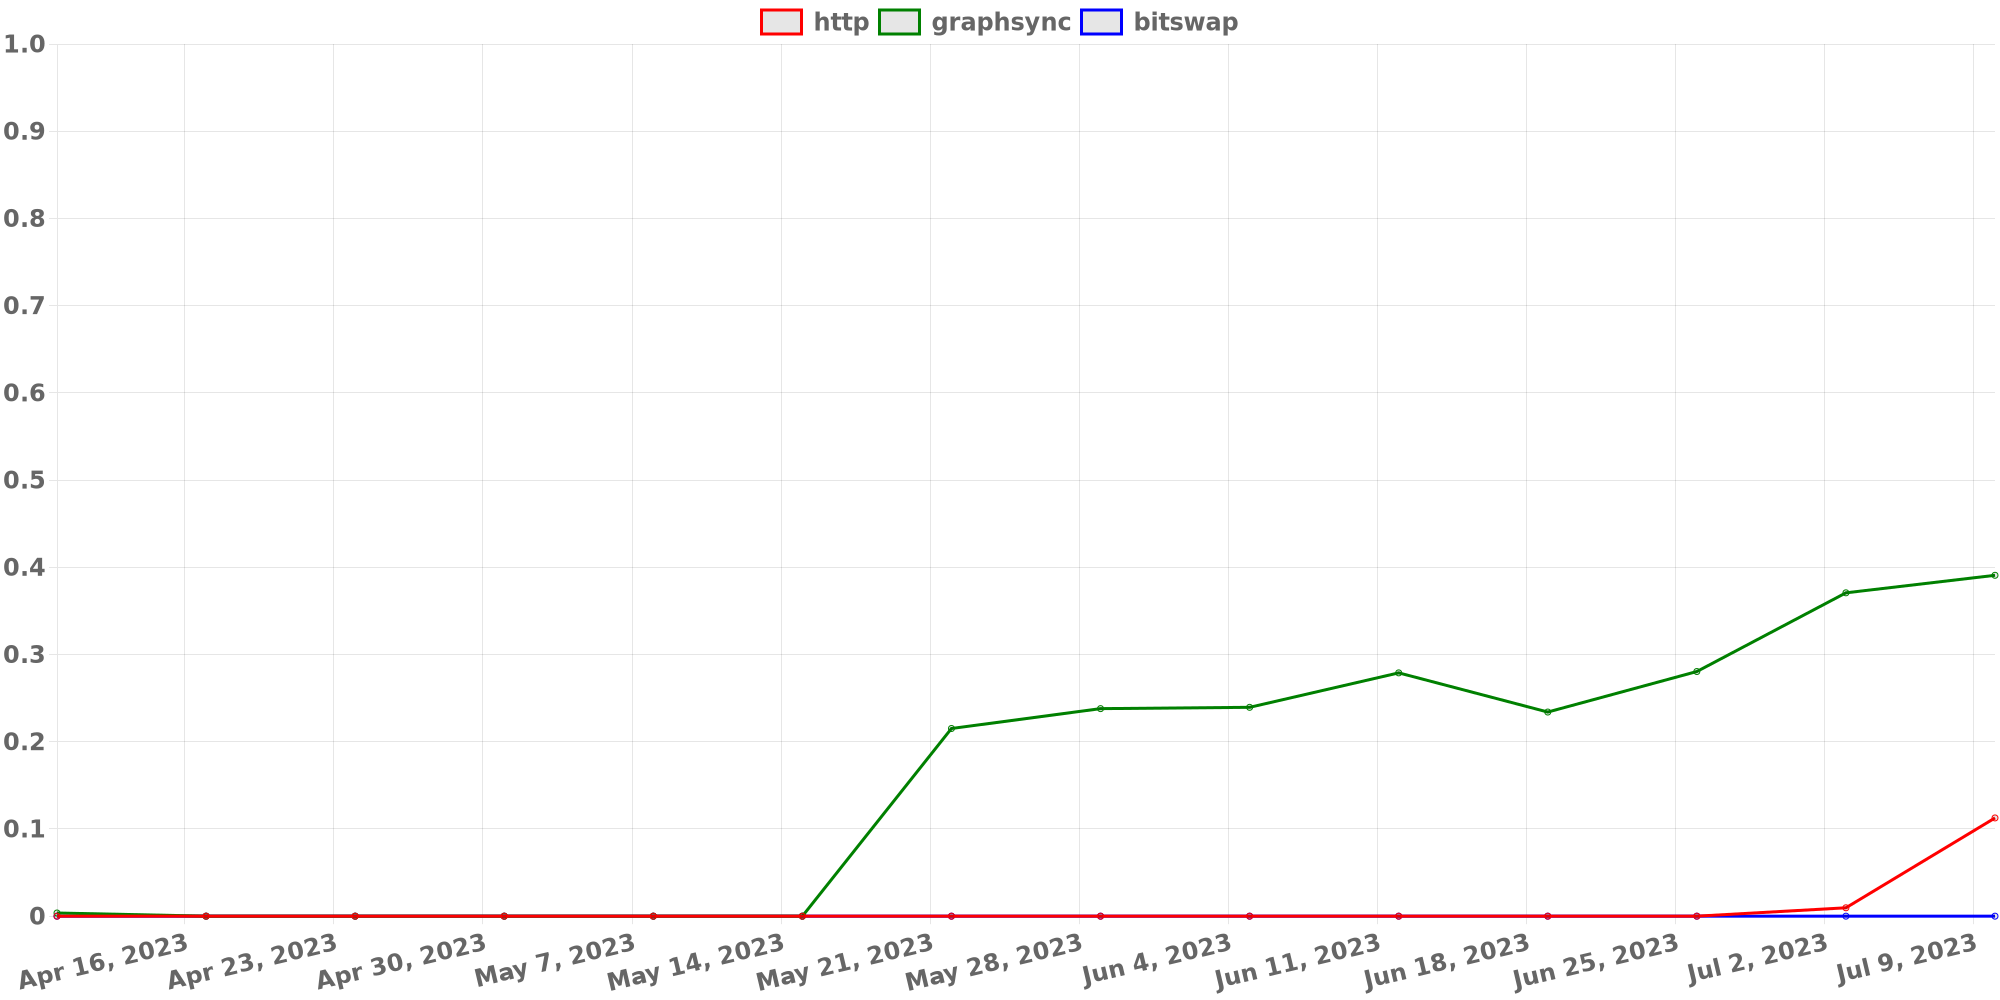 http graphsync bitswap
1.0
0.9
0.8
0.7
0.6
0.5
0.4
0.3
0.2
0.1
0
Apr 16, 2023
Apr 23, 2023
Apr 30, 2023
May 7, 2023
May 14, 2023
May 21, 2023
May 28, 2023
Jun 4, 2023
Jun 11, 2023
Jun 18, 2023
Jun 25, 2023
Jul 2, 2023
Jul 9, 2023